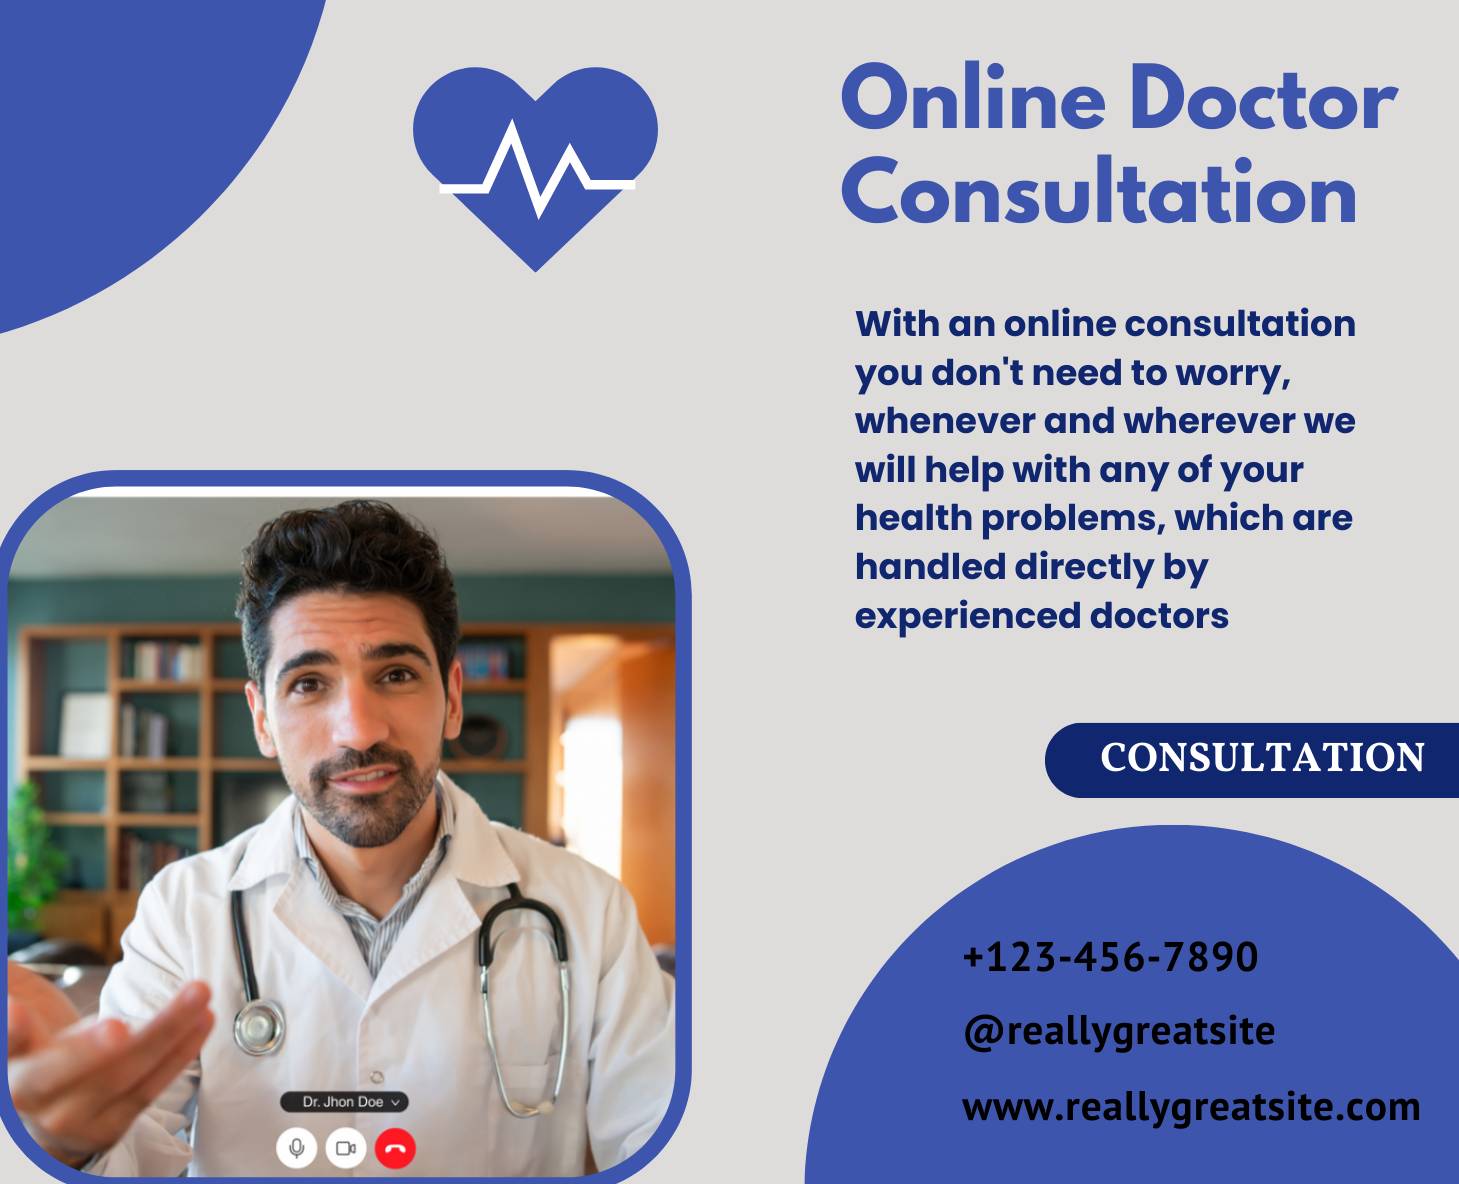 Online Doctor
Consultation
With an online consultation
you don't need to worry,
whenever and wherever we
will help with any of your
health problems, which are
handled directly by
experienced doctors
CONSULTATION
Dr. Jhon Doe
+123-456-7890
@reallygreatsite
www.reallygreatsite.com